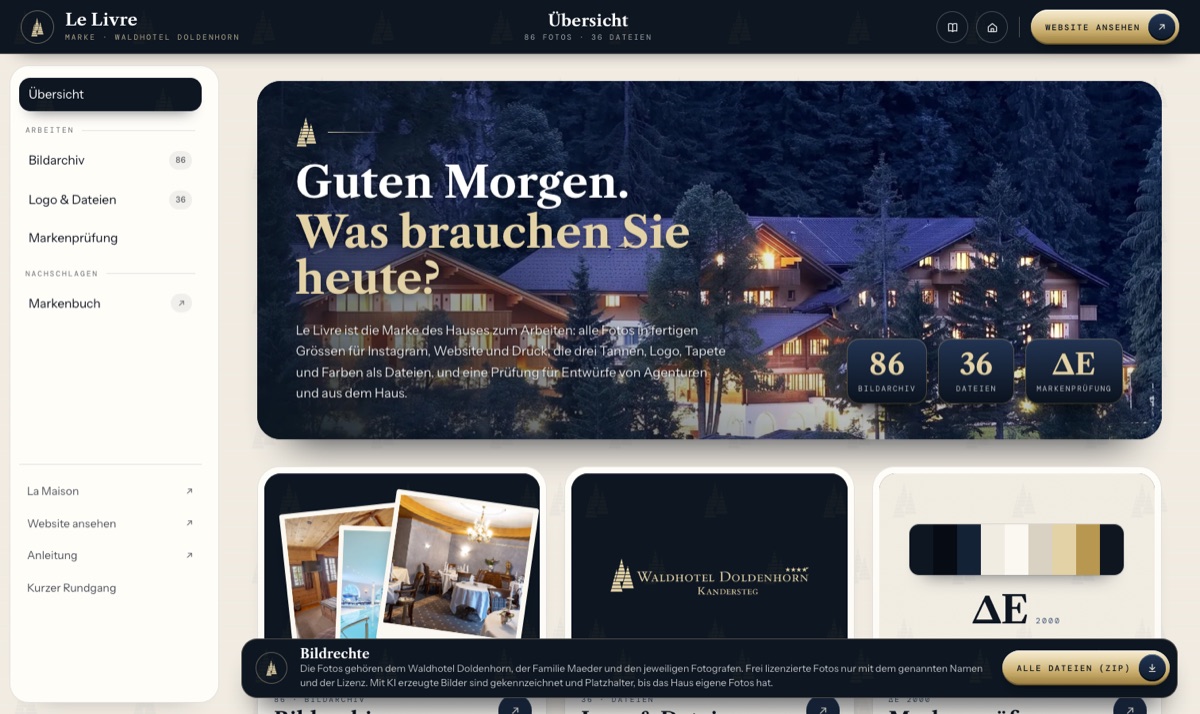 Le Livre
MARKE · WALDHOTEL DOLDENHORN
Übersicht
86 FOTOS · 36 DATEIEN
WEBSITE ANSEHEN
Übersicht
ARBEITEN
Bildarchiv 86
Logo & Dateien 36
Markenprüfung
NACHSCHLAGEN
Markenbuch
La Maison
Website ansehen
Anleitung
Kurzer Rundgang
Guten Morgen.
Was brauchen Sie
heute?
Le Livre ist die Marke des Hauses zum Arbeiten: alle Fotos in fertigen
Grössen für Instagram, Website und Druck, die drei Tannen, Logo, Tapete
und Farben als Dateien, und eine Prüfung für Entwürfe von Agenturen
und aus dem Haus.
86
BILDARCHIV
36
DATEIEN
ΔE
MARKENPRÜFUNG
WALDHOTEL DOLDENHORN
KANDERSTEG
ΔE 2000
Bildrechte
Die Fotos gehören dem Waldhotel Doldenhorn, der Familie Maeder und den jeweiligen Fotografen. Frei lizenzierte Fotos nur mit dem genannten Namen
und der Lizenz. Mit KI erzeugte Bilder sind gekennzeichnet und Platzhalter, bis das Haus eigene Fotos hat.
ALLE DATEIEN (ZIP)